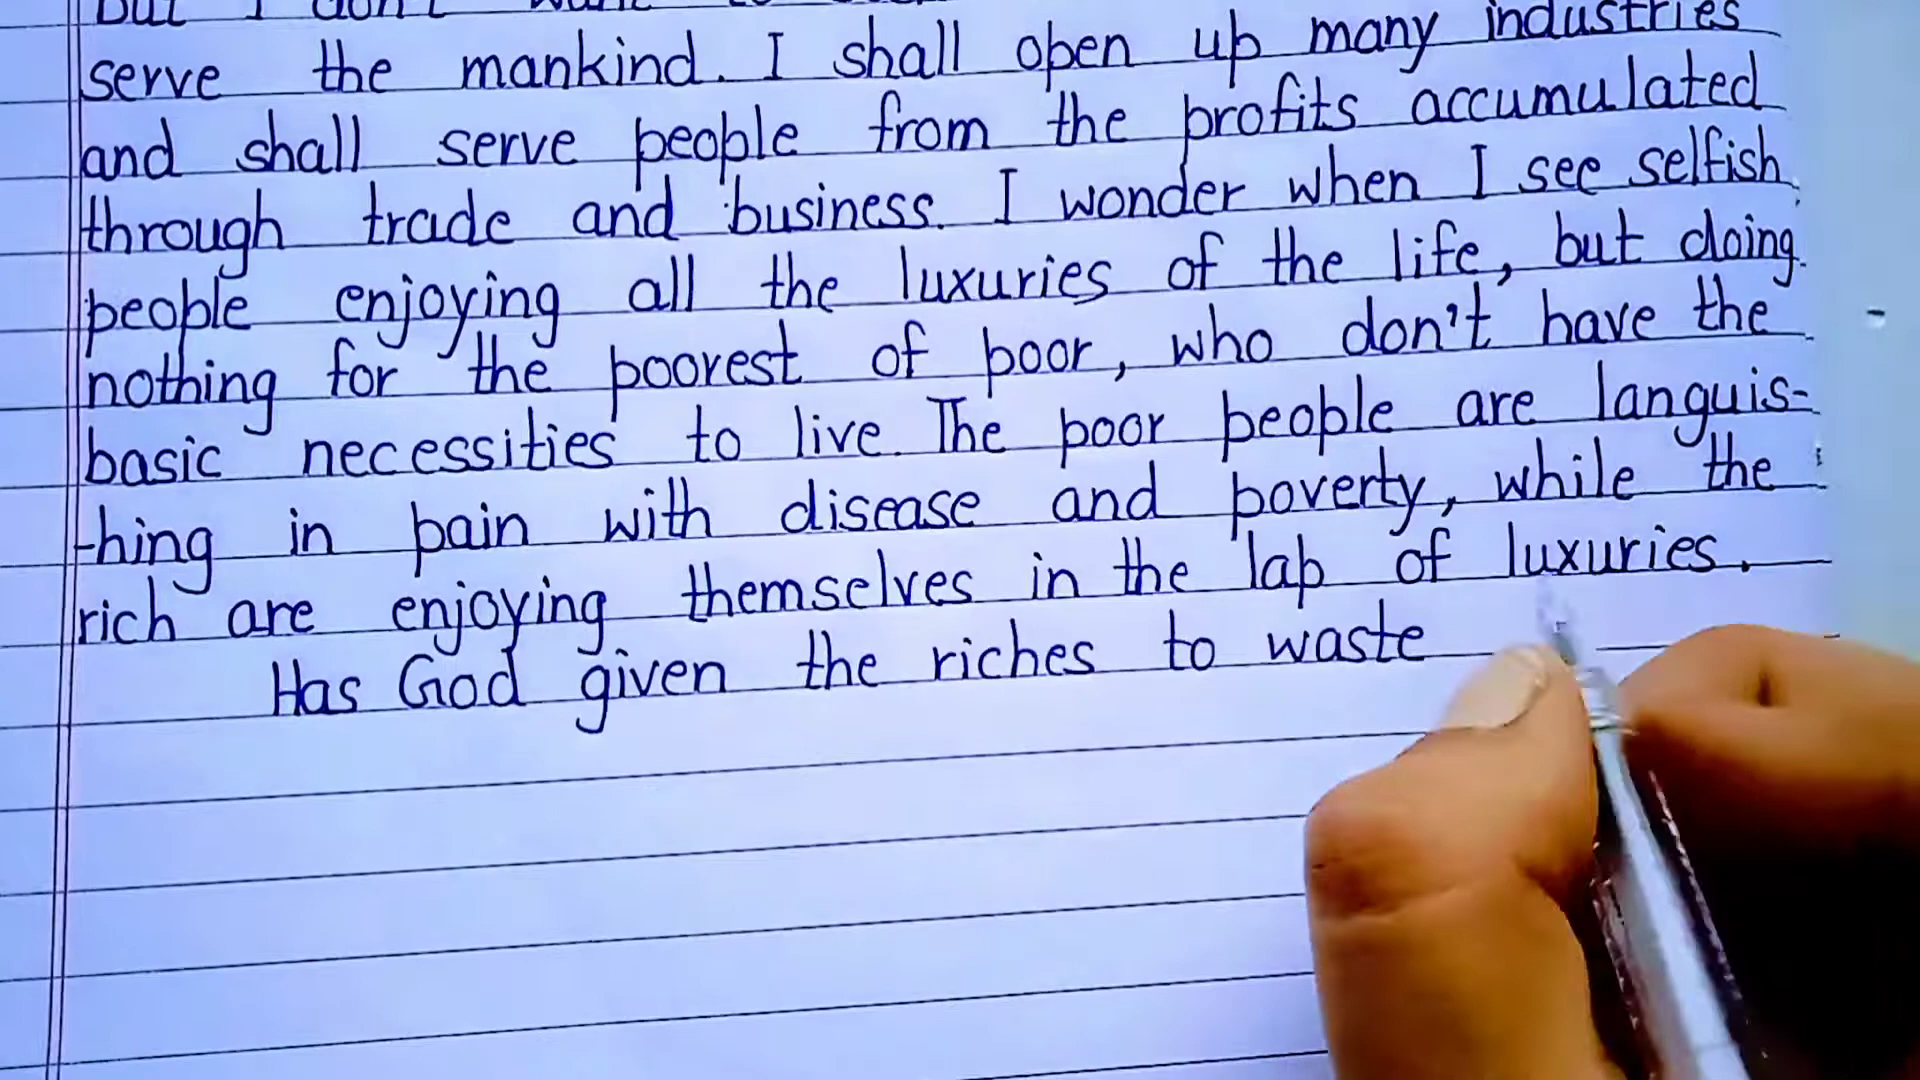 But I don't want to
serve the mankind. I shall open up many industries
and shall serve people from the profits accumulated
through trade and business. I wonder when I see selfish
people enjoying all the luxuries of the life, but doing
nothing for the poorest of poor, who don't have the
basic necessities to live. The poor people are languis-
-hing in pain with disease and poverty, while the
rich are enjoying themselves in the lap of luxuries.
Has God given the riches to waste